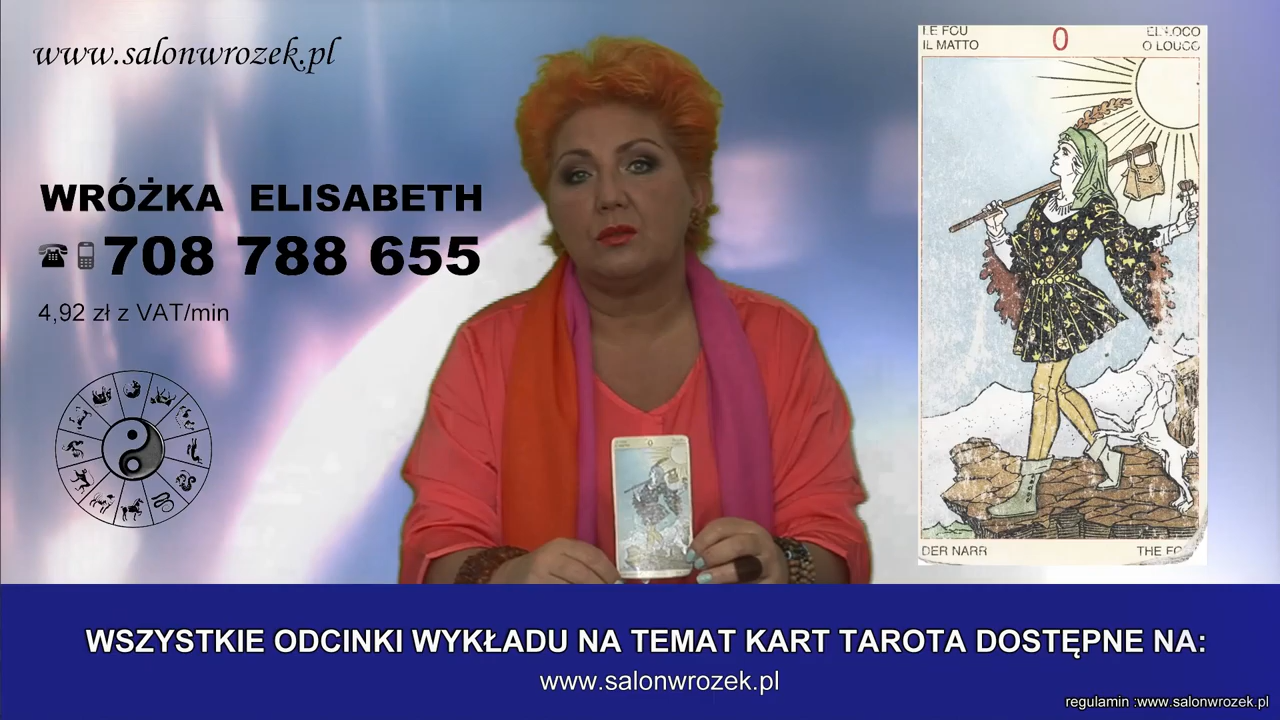 www.salonwrozek.pl
WRÓŻKA ELISABETH
708 788 655
4,92 zł z VAT/min
LE FOU
IL MATTO
0
EL LOCO
O LOUCO
DER NARR
THE
WSZYSTKIE ODCINKI WYKŁADU NA TEMAT KART TAROTA DOSTĘPNE NA:
www.salonwrozek.pl
regulamin :www.salonwrozek.pl